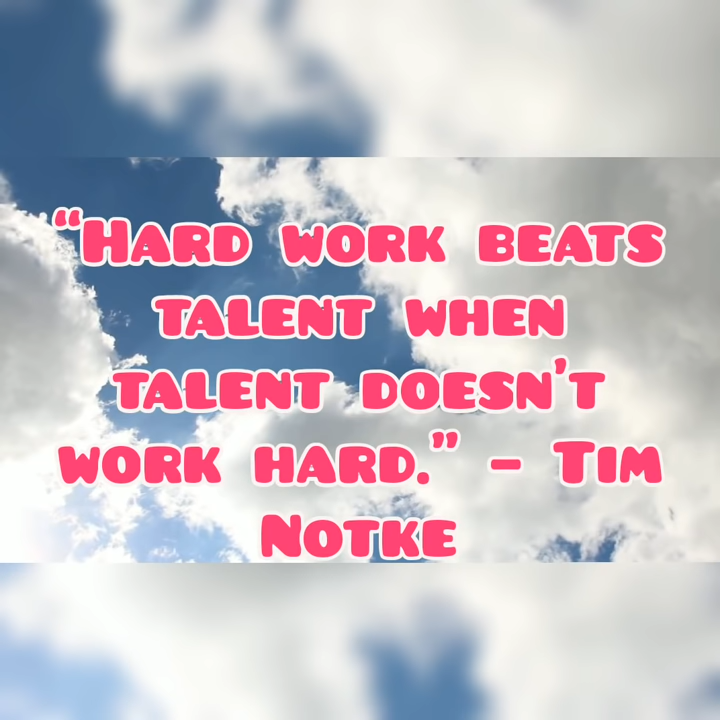 “Hard work beats
talent when
talent doesn’t
work hard.” – Tim
Notke